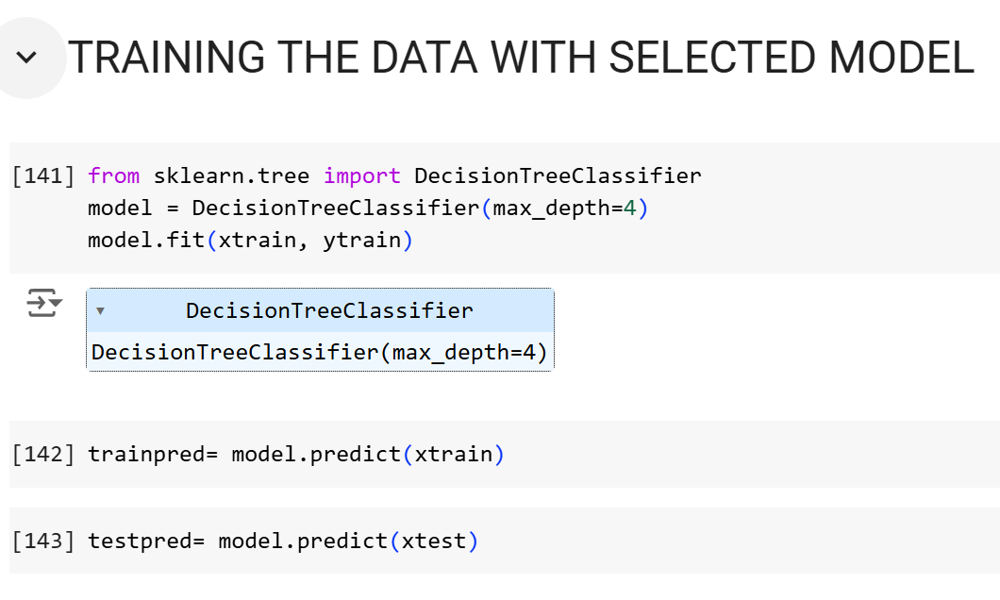 TRAINING THE DATA WITH SELECTED MODEL
[141] from sklearn.tree import DecisionTreeClassifier
model = DecisionTreeClassifier(max_depth=4)
model.fit(xtrain, ytrain)
DecisionTreeClassifier
DecisionTreeClassifier(max_depth=4)
[142] trainpred= model.predict(xtrain)
[143] testpred= model.predict(xtest)